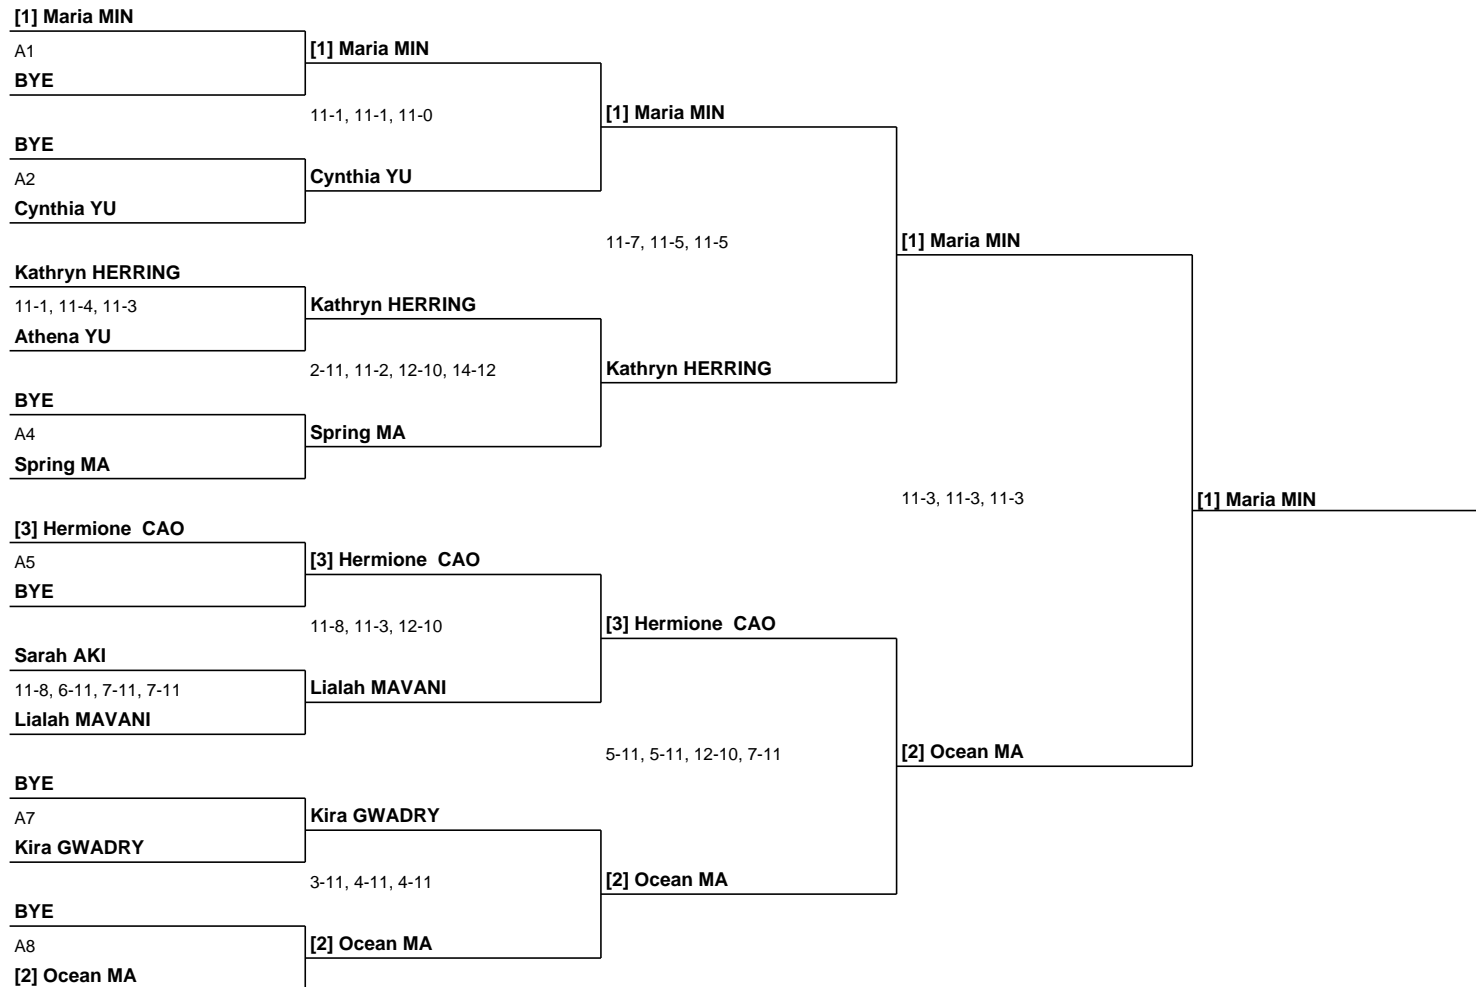 [1] Maria MIN
A1
BYE
[1] Maria MIN
11-1, 11-1, 11-0
[1] Maria MIN
BYE
A2
Cynthia YU
Cynthia YU
11-7, 11-5, 11-5
[1] Maria MIN
Kathryn HERRING
11-1, 11-4, 11-3
Athena YU
Kathryn HERRING
2-11, 11-2, 12-10, 14-12
Kathryn HERRING
BYE
A4
Spring MA
Spring MA
11-3, 11-3, 11-3
[1] Maria MIN
[3] Hermione  CAO
A5
BYE
[3] Hermione  CAO
11-8, 11-3, 12-10
[3] Hermione  CAO
Sarah AKI
11-8, 6-11, 7-11, 7-11
Lialah MAVANI
Lialah MAVANI
5-11, 5-11, 12-10, 7-11
[2] Ocean MA
BYE
A7
Kira GWADRY
Kira GWADRY
3-11, 4-11, 4-11
[2] Ocean MA
BYE
A8
[2] Ocean MA
[2] Ocean MA